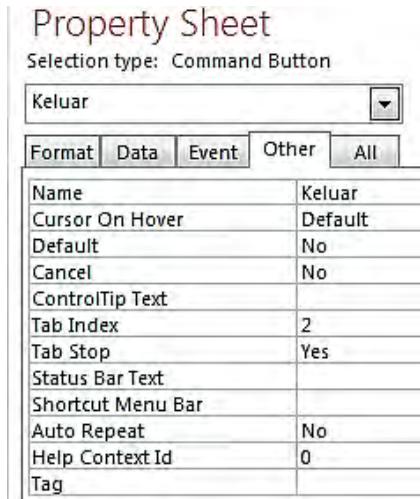 Property Sheet
Selection type: Command Button
Keluar
Format Data Event Other All
Name Keluar
Cursor On Hover Default
Default No
Cancel No
ControlTip Text
Tab Index 2
Tab Stop Yes
Status Bar Text
Shortcut Menu Bar
Auto Repeat No
Help Context Id 0
Tag